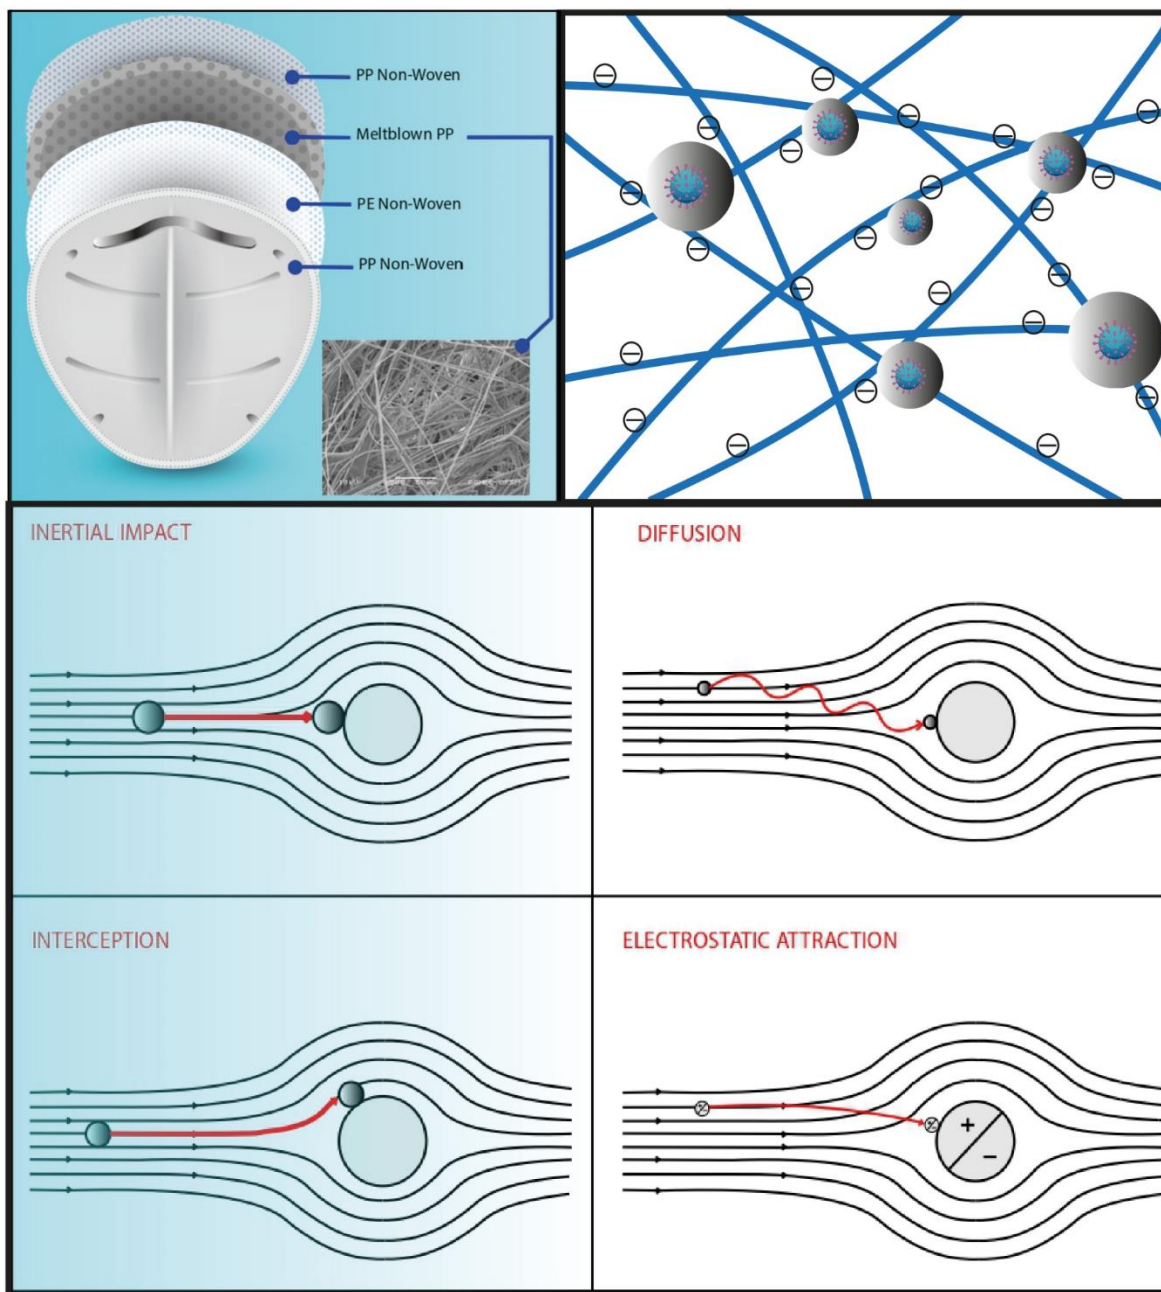 PP Non-Woven
Meltblown PP
PE Non-Woven
PP Non-Woven
INERTIAL IMPACT
DIFFUSION
INTERCEPTION
ELECTROSTATIC ATTRACTION
+
−